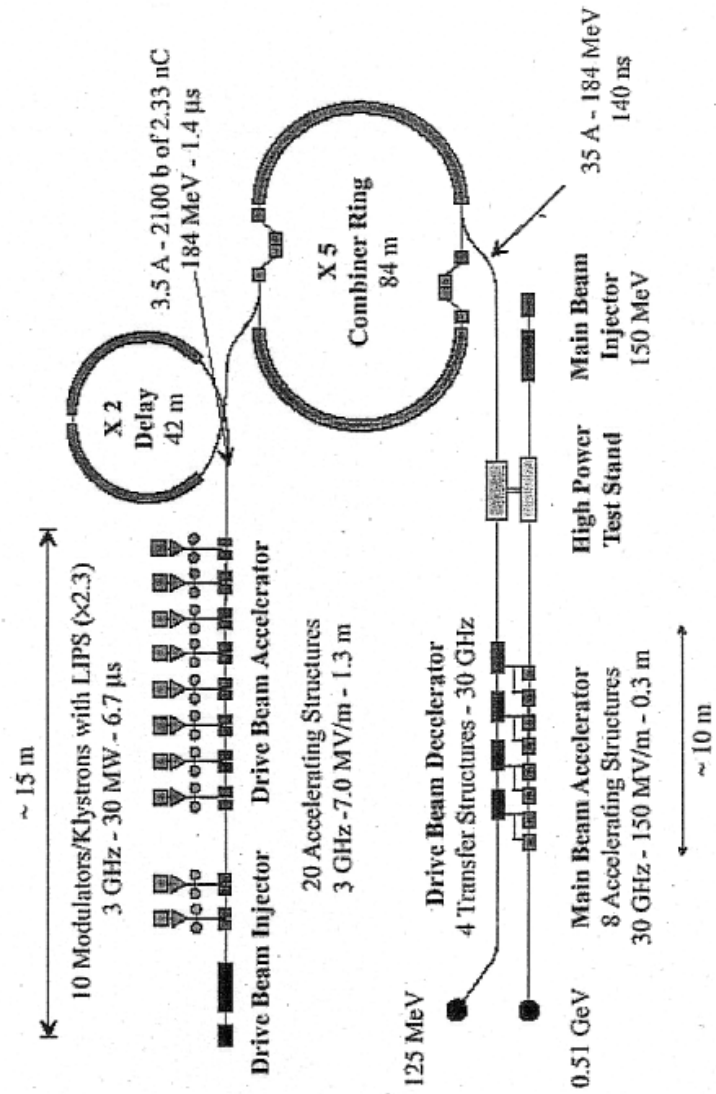 ~ 15 m
10 Modulators/Klystrons with LIPS (x2.3)
3 GHz - 30 MW - 6.7 µs
3.5 A - 2100 b of 2.33 nC
184 MeV - 1.4 µs
X 2
Delay
42 m
Drive Beam Injector
Drive Beam Accelerator
20 Accelerating Structures
3 GHz -7.0 MV/m - 1.3 m
X 5
Combiner Ring
84 m
35 A - 184 MeV
140 ns
125 MeV
Drive Beam Decelerator
4 Transfer Structures - 30 GHz
High Power
Test Stand
Main Beam
Injector
150 MeV
0.51 GeV
Main Beam Accelerator
8 Accelerating Structures
30 GHz - 150 MV/m - 0.3 m
~ 10 m